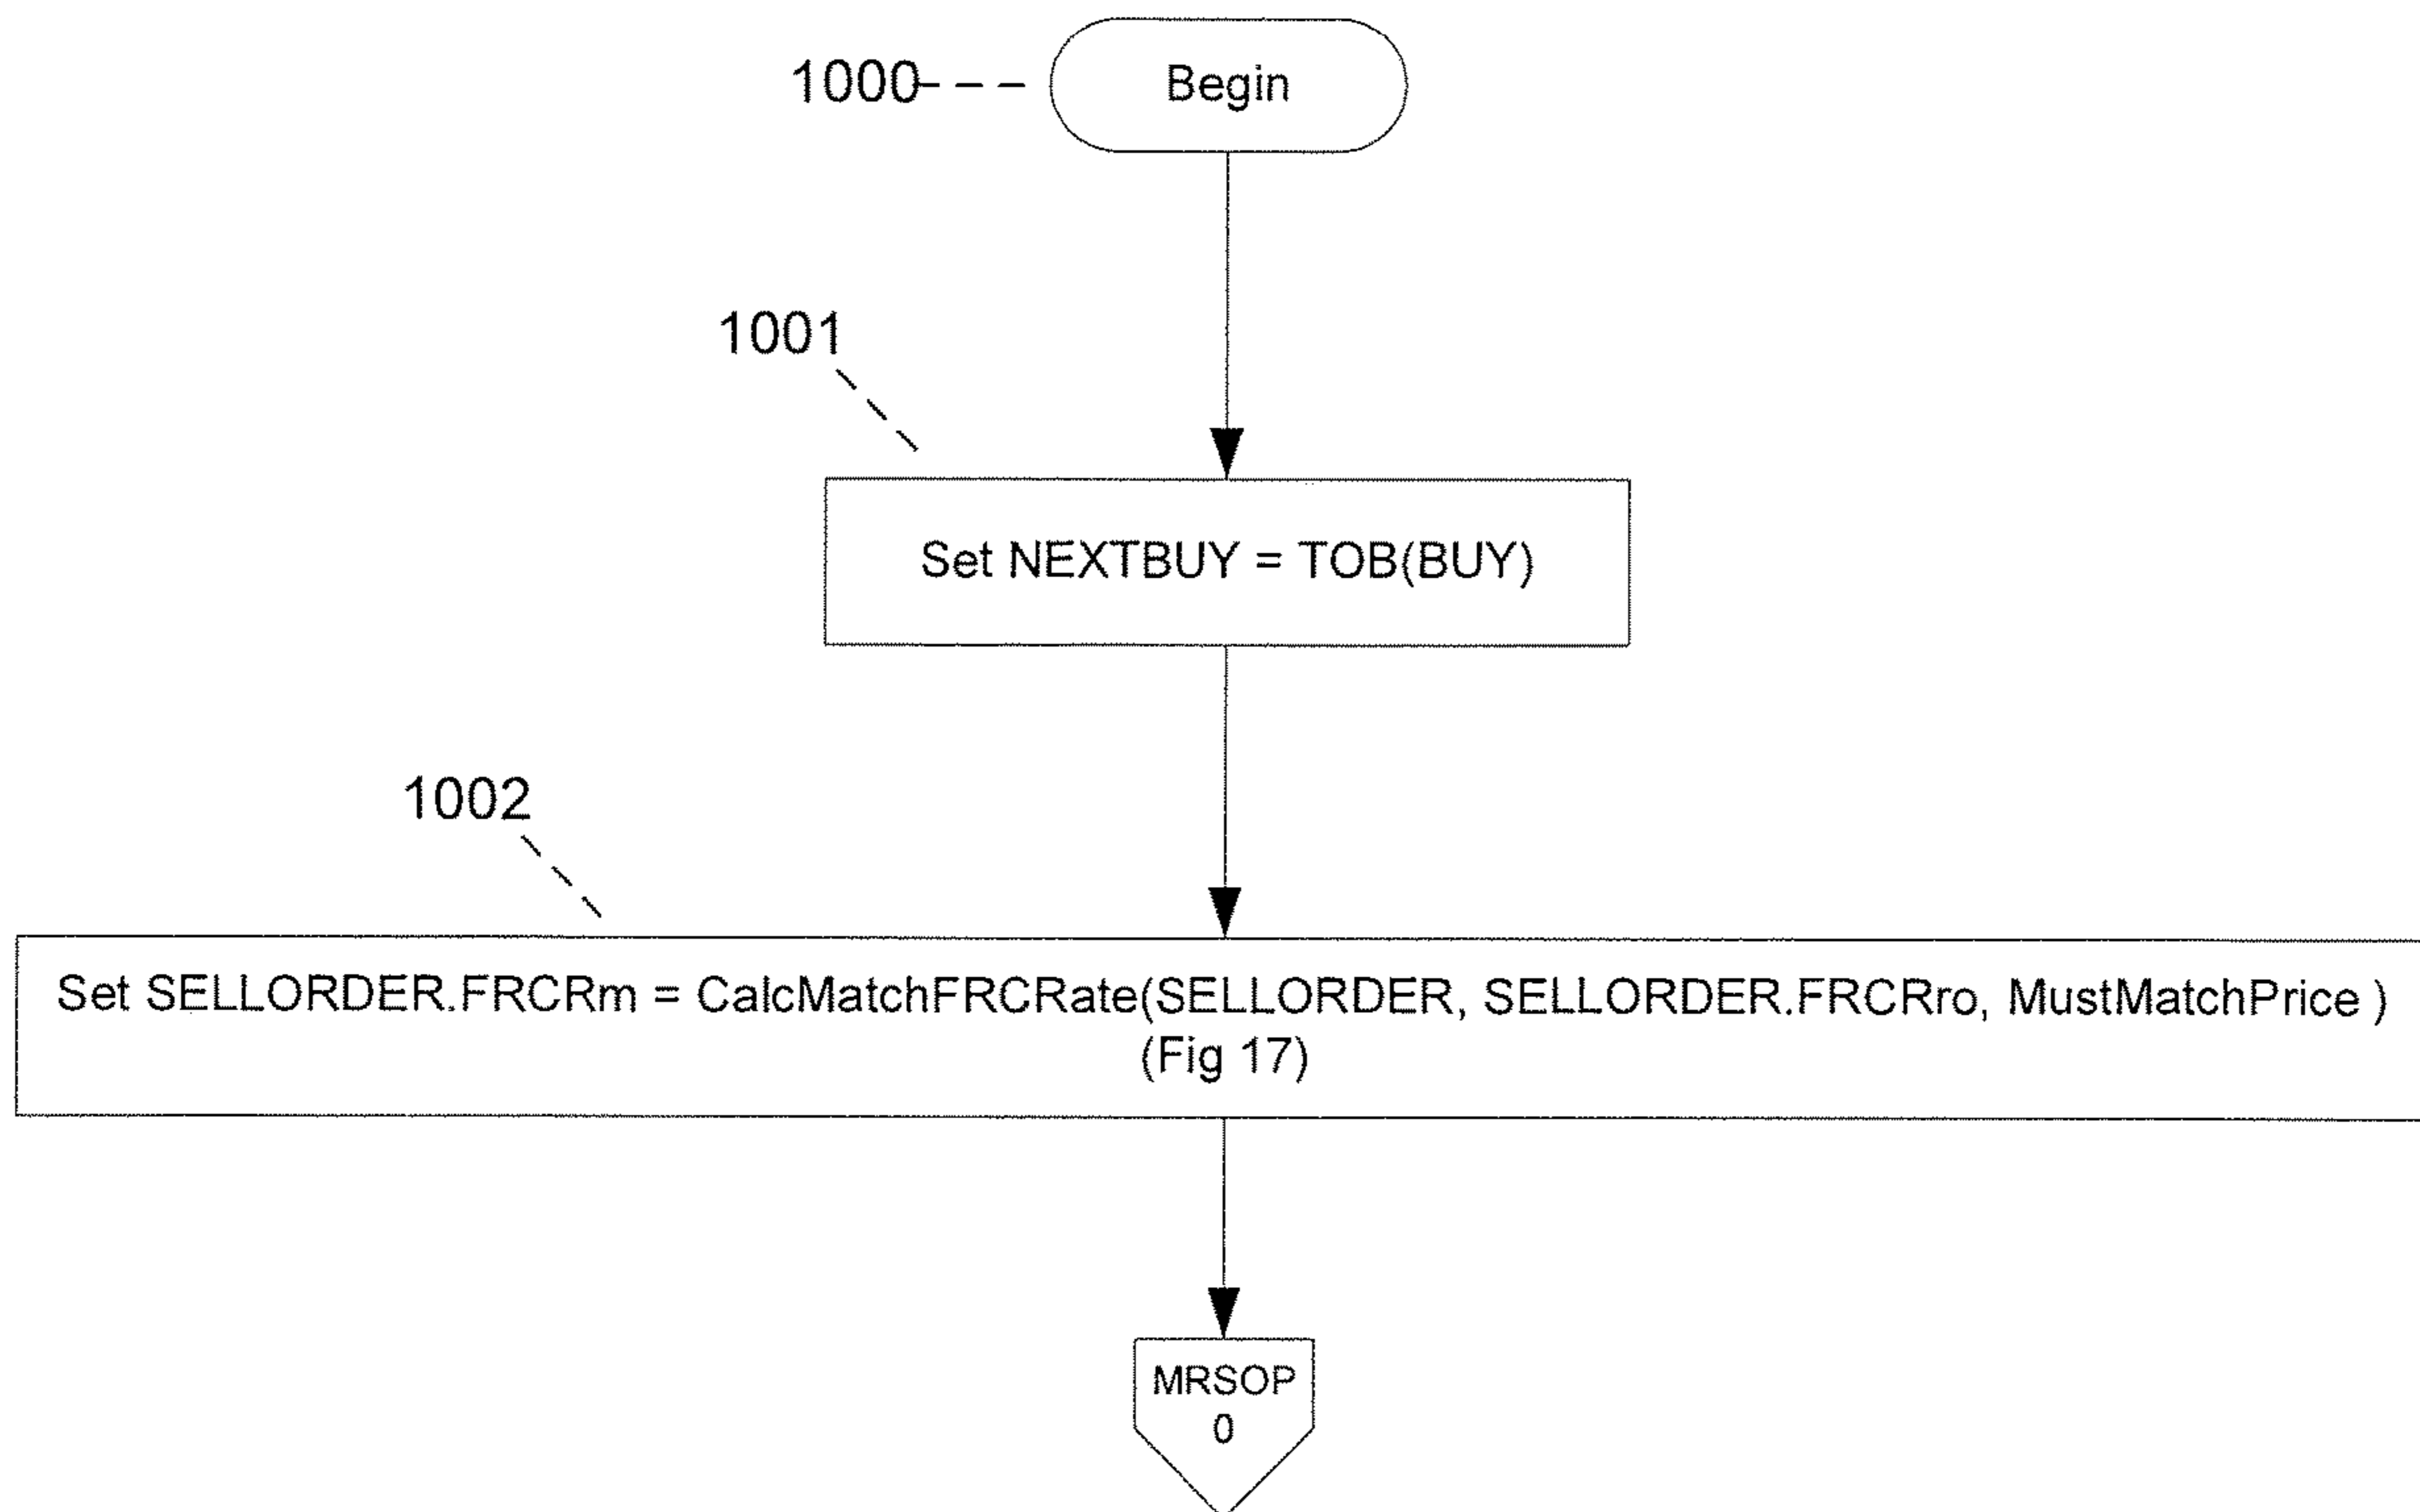 1000
Begin
1001
Set NEXTBUY = TOB(BUY)
1002
Set SELLORDER.FRCRm = CalcMatchFRCRate(SELLORDER, SELLORDER.FRCRro, MustMatchPrice )
(Fig 17)
MRSOP
0